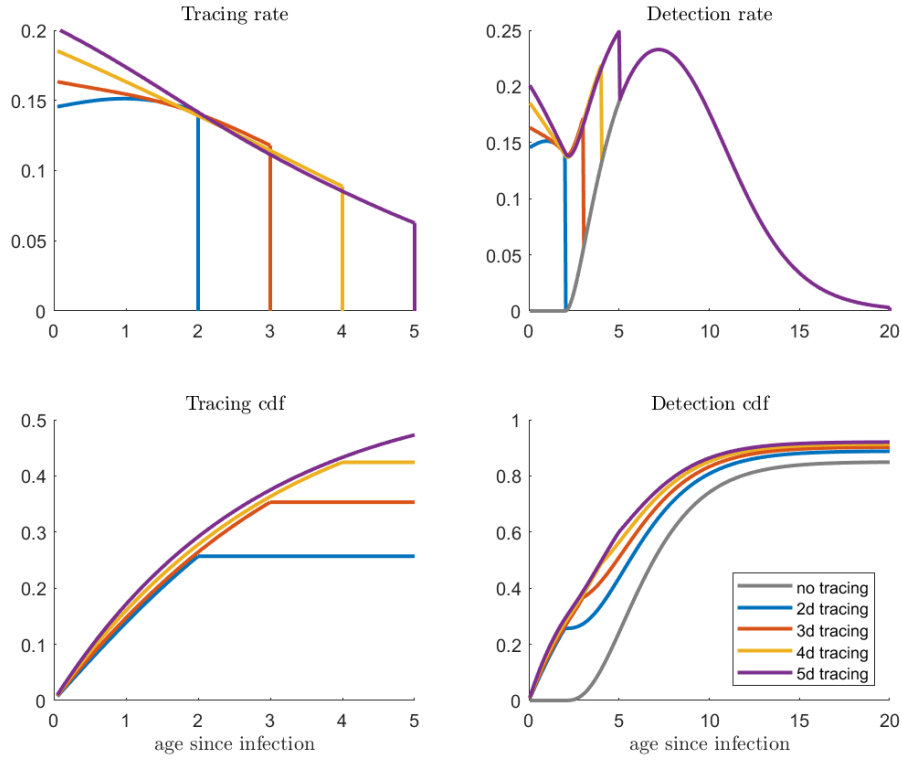 Tracing rate
0.2
0.15
0.1
0.05
0
0 1 2 3 4 5
Detection rate
0.25
0.2
0.15
0.1
0.05
0
0 5 10 15 20
Tracing cdf
0.5
0.4
0.3
0.2
0.1
0
0 1 2 3 4 5
age since infection
Detection cdf
1
0.8
0.6
0.4
0.2
0
0 5 10 15 20
age since infection
no tracing
2d tracing
3d tracing
4d tracing
5d tracing